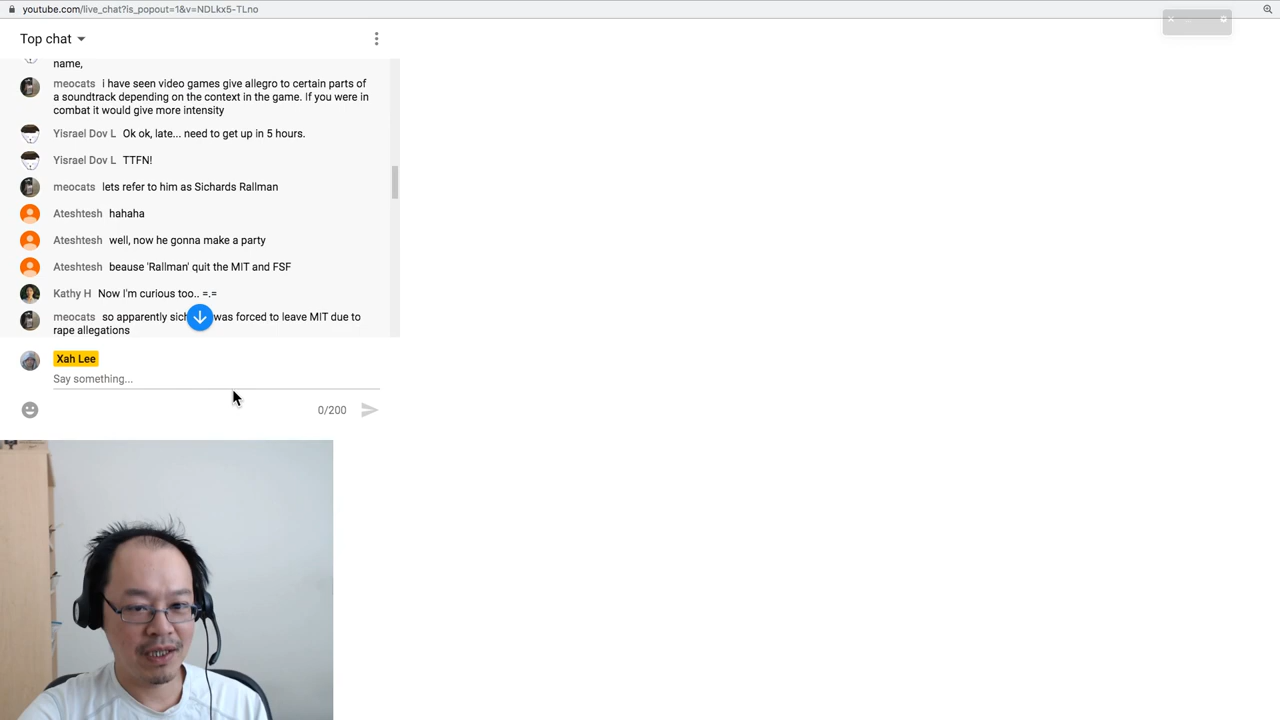 youtube.com/live_chat?is_popout=1&v=NDLkx5-TLno
Top chat
name,
meocats i have seen video games give allegro to certain parts of
a soundtrack depending on the context in the game. If you were in
combat it would give more intensity
Yisrael Dov L Ok ok, late... need to get up in 5 hours.
Yisrael Dov L TTFN!
meocats lets refer to him as Sichards Rallman
Ateshtesh hahaha
Ateshtesh well, now he gonna make a party
Ateshtesh beause 'Rallman' quit the MIT and FSF
Kathy H Now I'm curious too.. =.=
meocats so apparently was forced to leave MIT due to
rape allegations
Xah Lee
Say something...
0/200